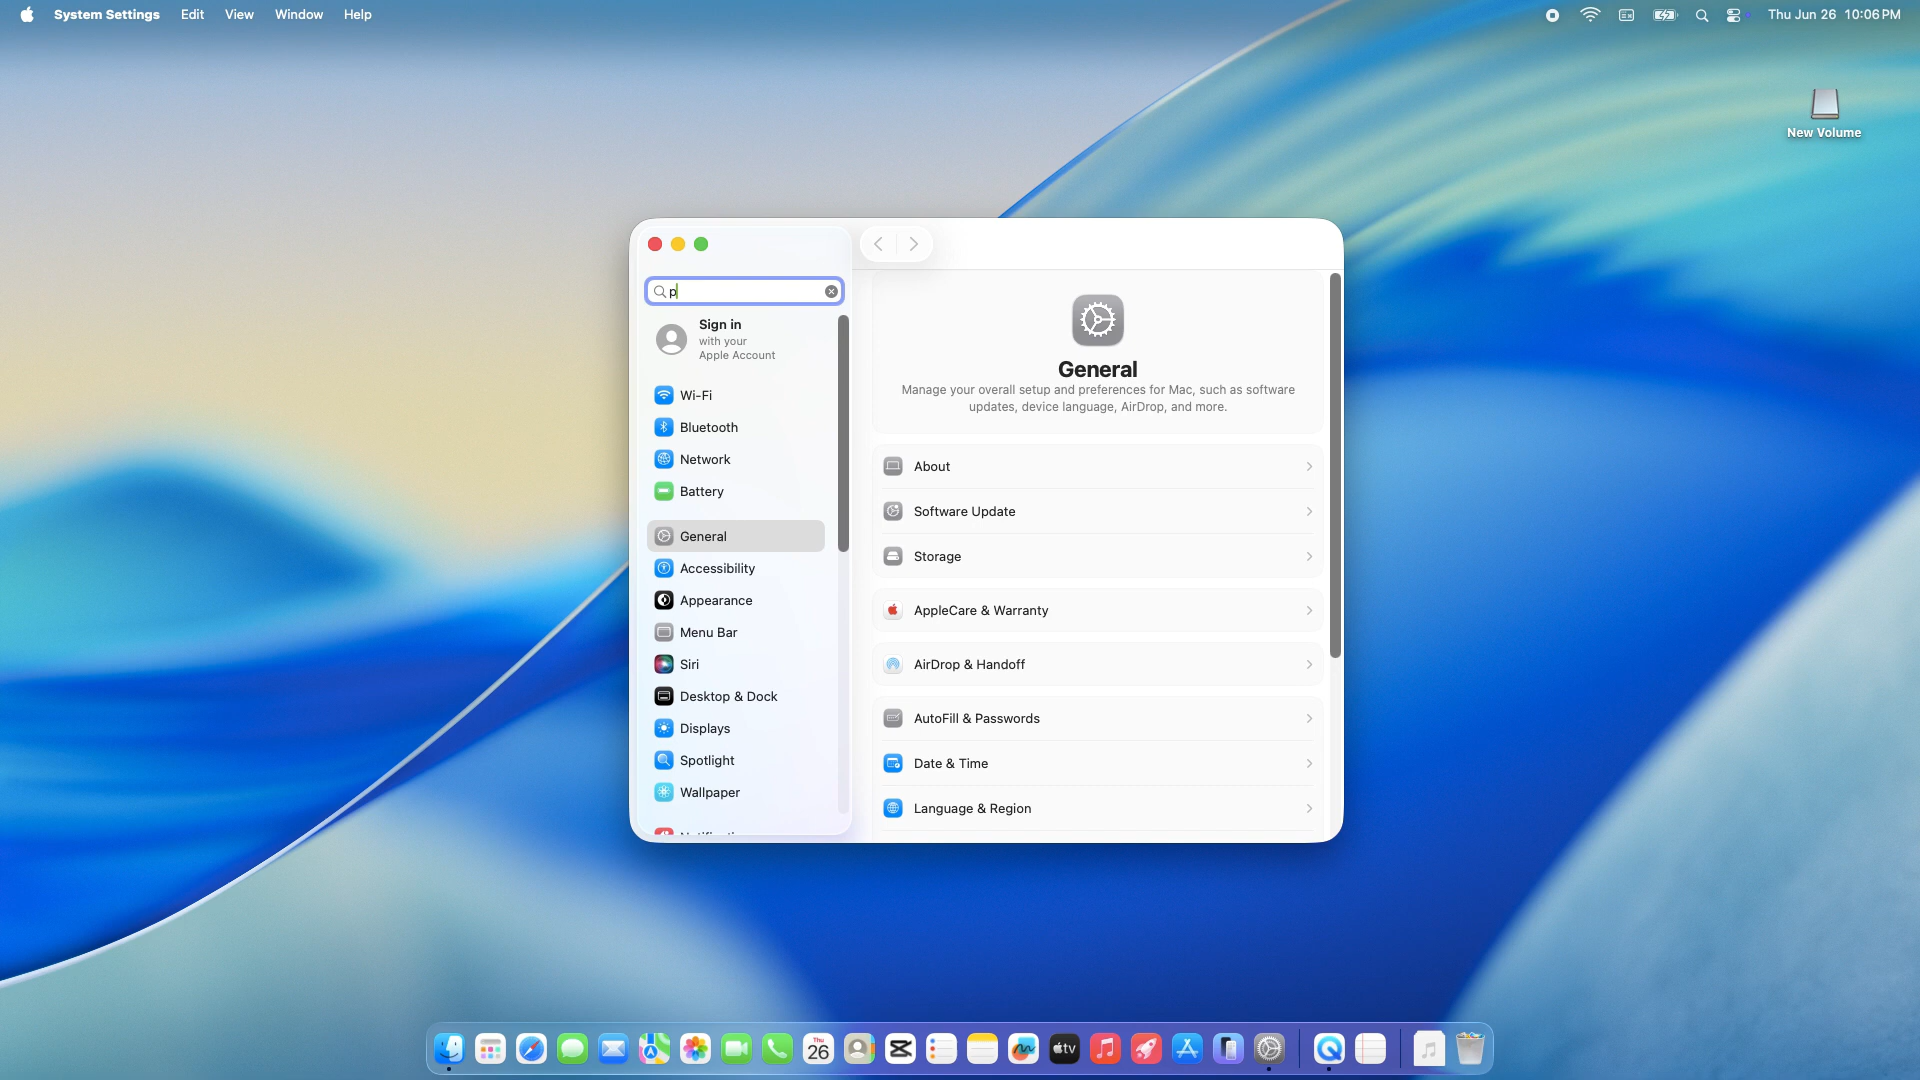 System Settings Edit View Window Help
Thu Jun 26 10:06 PM
New Volume
p
Sign in
with your
Apple Account
Wi-Fi
Bluetooth
Network
Battery
General
Accessibility
Appearance
Menu Bar
Siri
Desktop & Dock
Displays
Spotlight
Wallpaper
General
Manage your overall setup and preferences for Mac, such as software
updates, device language, AirDrop, and more.
About
Software Update
Storage
AppleCare & Warranty
AirDrop & Handoff
AutoFill & Passwords
Date & Time
Language & Region
Thu
26
tv